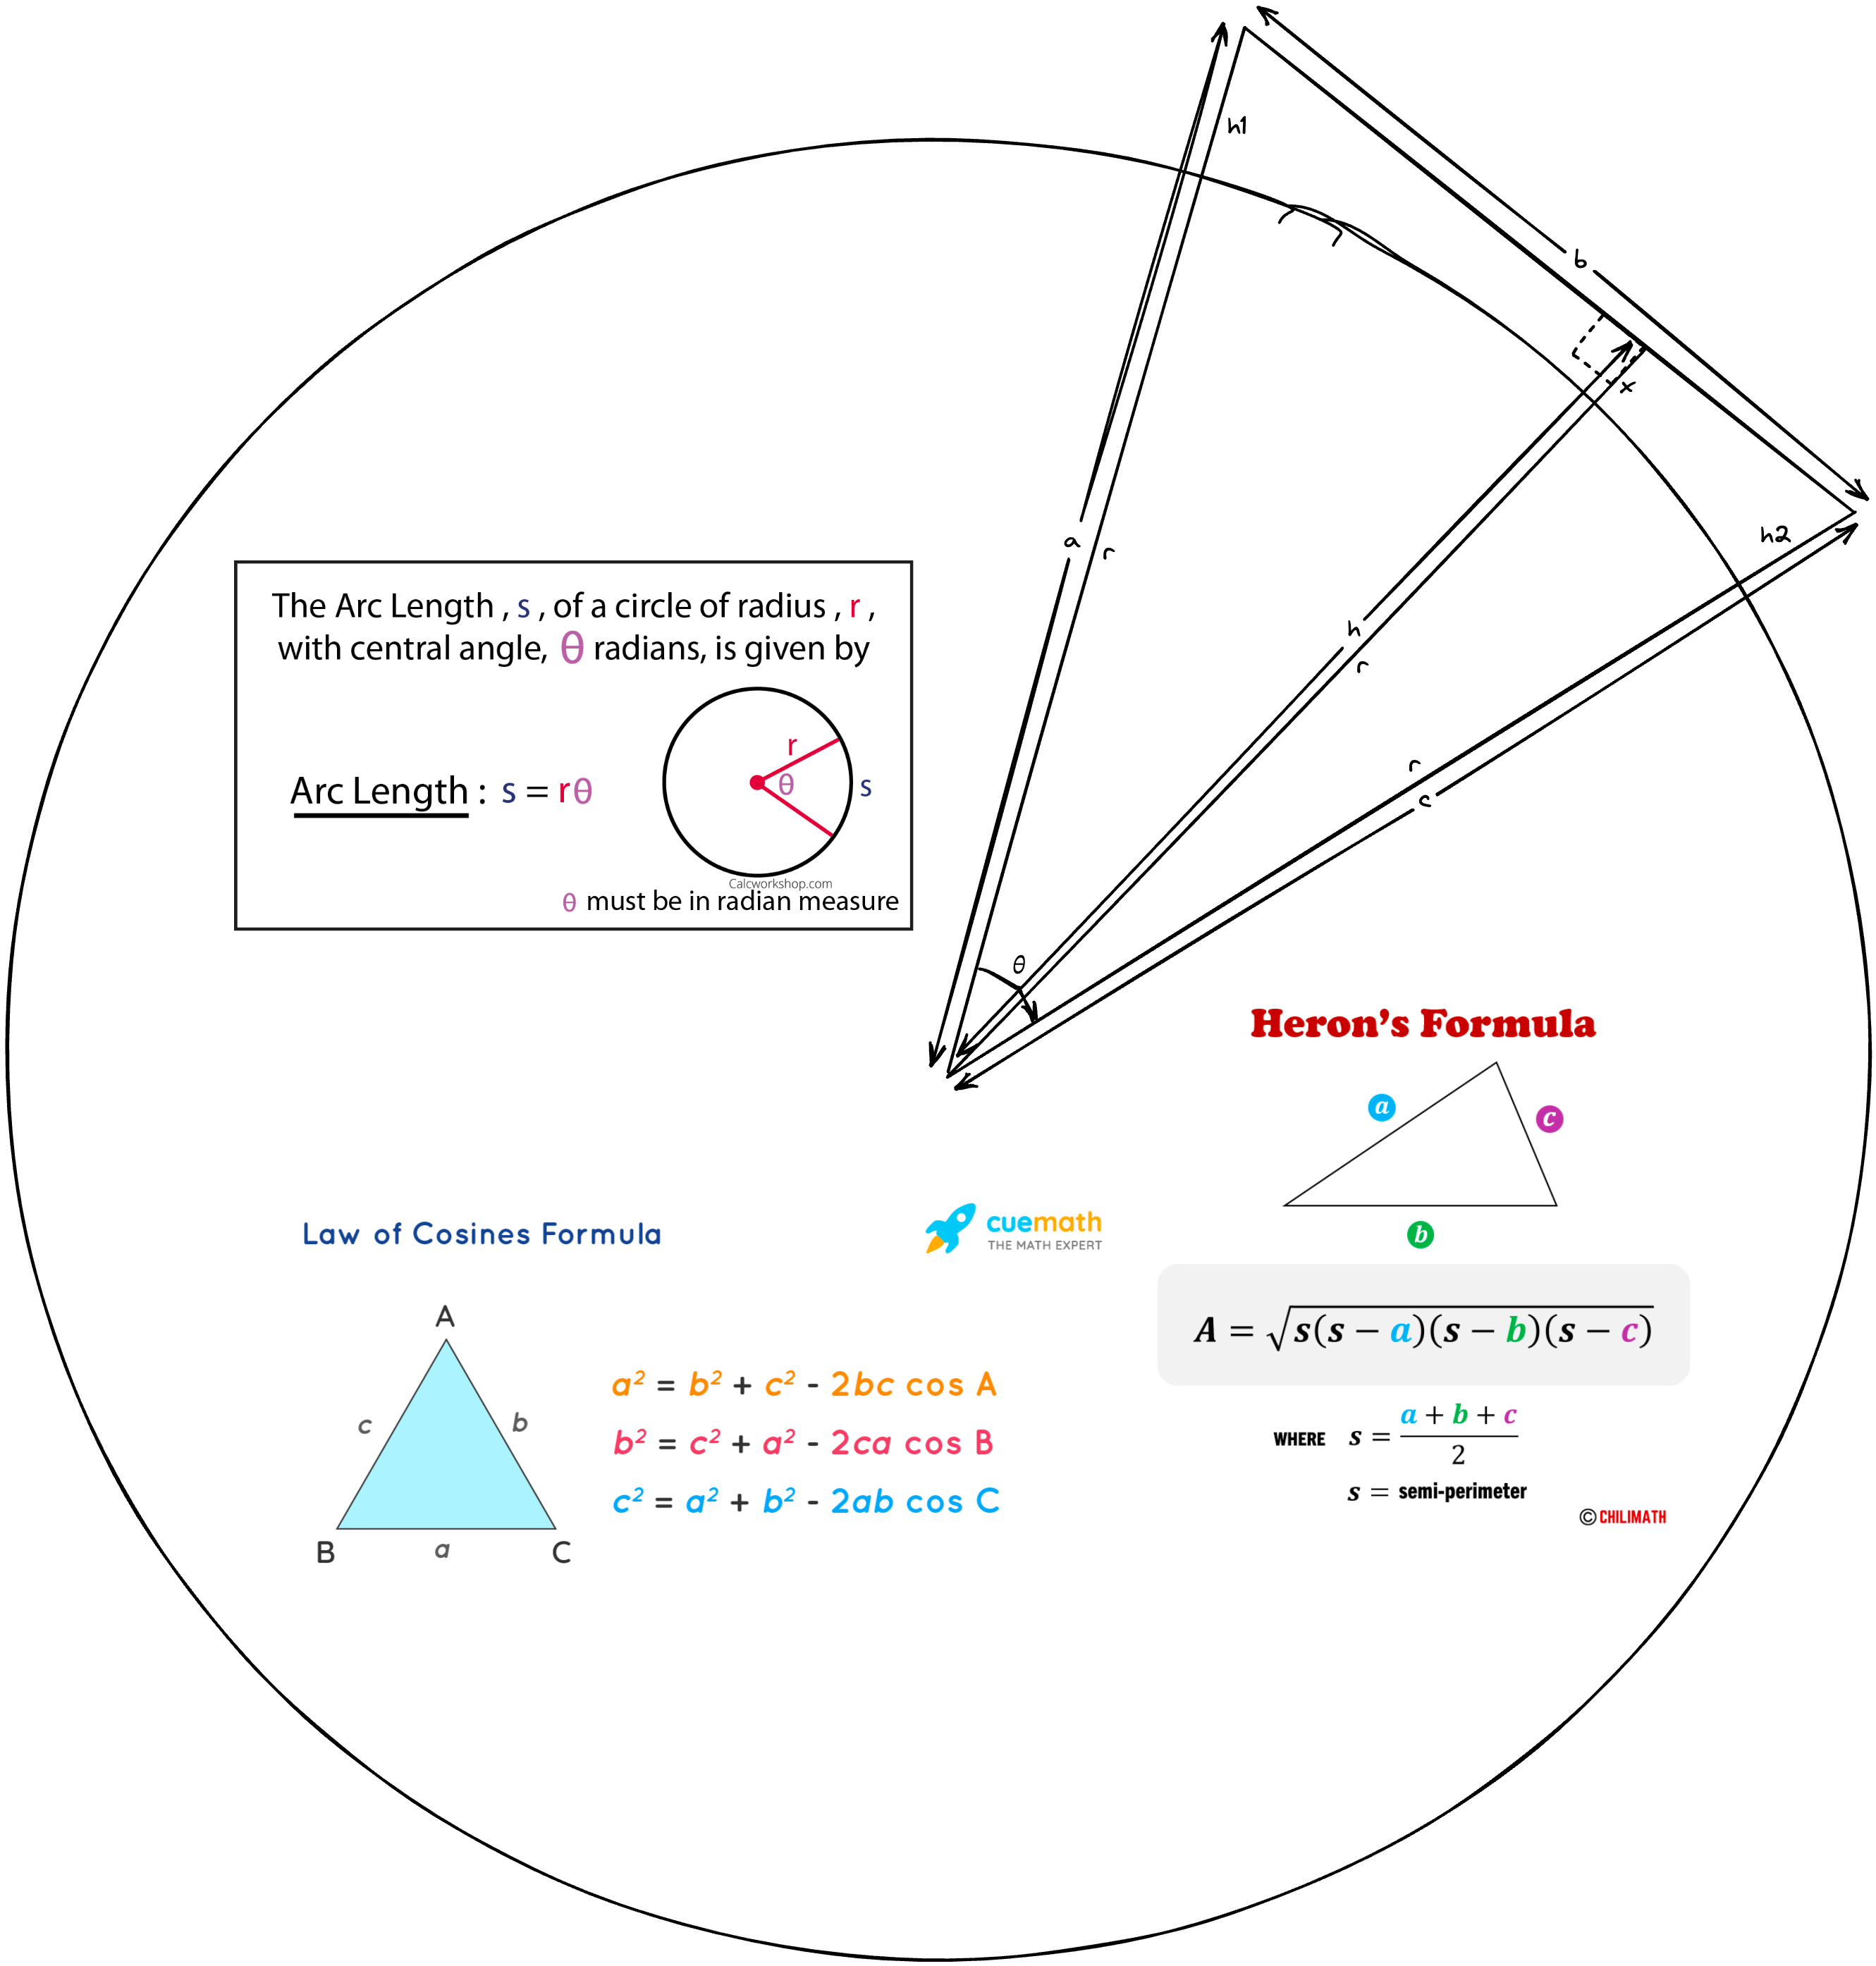 h1
b
x
a
r
h2
h
r
r
c
θ
The Arc Length , s , of a circle of radius , r ,
with central angle, θ radians, is given by
Arc Length : s = rθ
r
θ
s
Calcworkshop.com
θ must be in radian measure
Heron's Formula
a
c
b
A = √s(s − a)(s − b)(s − c)
WHERE s = a + b + c / 2
s = semi-perimeter
© CHILIMATH
Law of Cosines Formula
cuemath
THE MATH EXPERT
A
c
b
B
a
C
a² = b² + c² - 2bc cos A
b² = c² + a² - 2ca cos B
c² = a² + b² - 2ab cos C